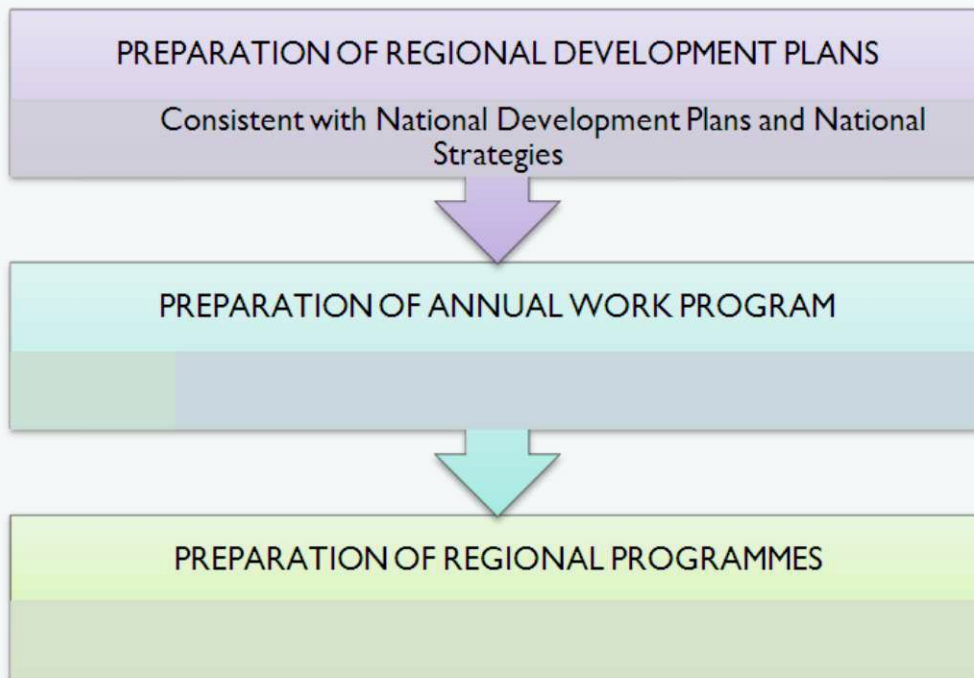 PREPARATION OF REGIONAL DEVELOPMENT PLANS
Consistent with National Development Plans and National
Strategies
PREPARATION OF ANNUAL WORK PROGRAM
PREPARATION OF REGIONAL PROGRAMMES